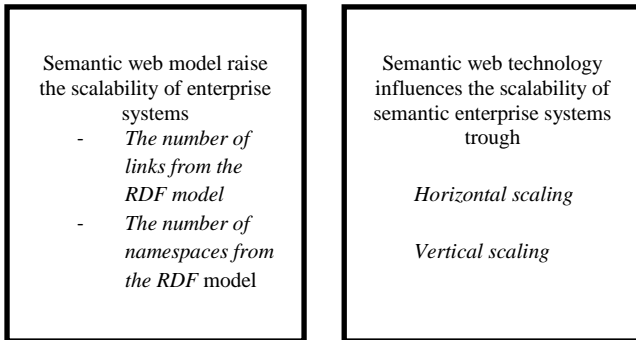 Semantic web model raise
the scalability of enterprise
systems
- The number of
links from the
RDF model
- The number of
namespaces from
the RDF model
Semantic web technology
influences the scalability of
semantic enterprise systems
trough
Horizontal scaling
Vertical scaling